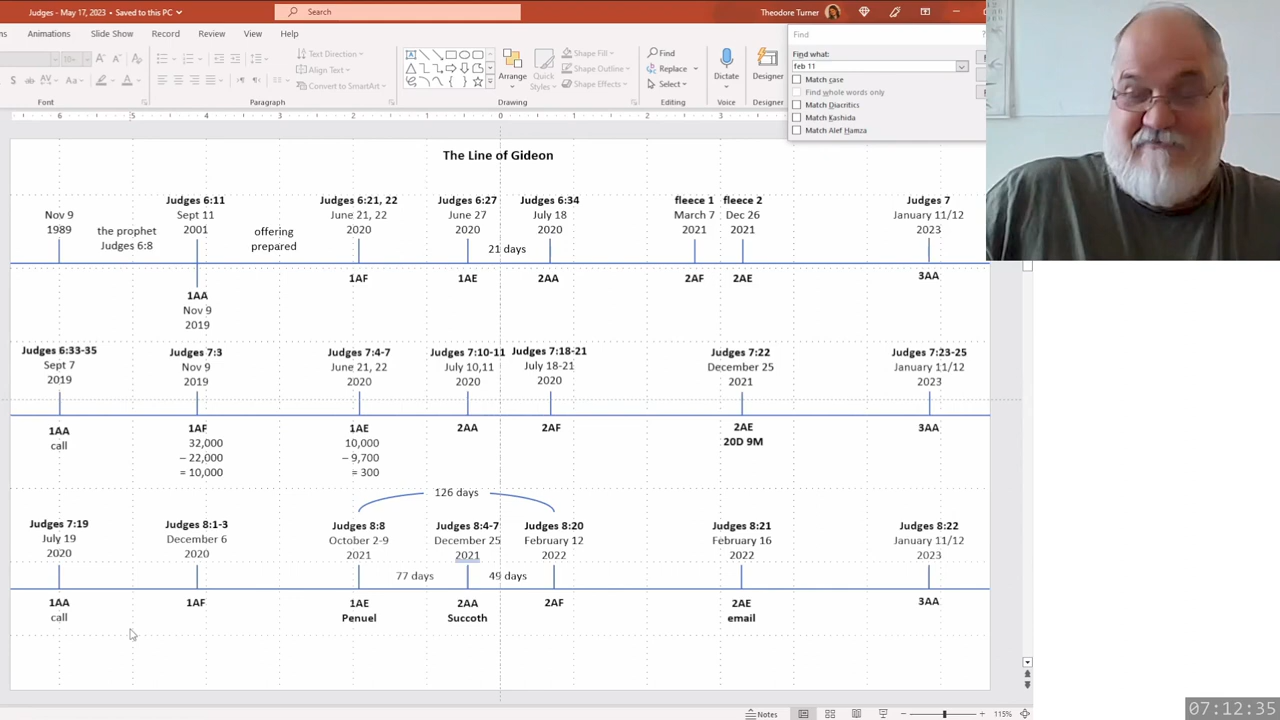 Judges - May 17, 2023 • Saved to this PC
Search
Theodore Turner
Animations
Slide Show
Record
Review
View
Help
Text Direction
Align Text
Convert to SmartArt
Arrange
Quick
Styles
Shape Fill
Shape Outline
Shape Effects
Find
Replace
Select
Dictate
Designer
Font
Paragraph
Drawing
Editing
Voice
Designer
Find
Find what:
feb 11
Match case
Find whole words only
Match Diacritics
Match Kashida
Match Alef Hamza
6 5 4 3 2 1 0 1 2 3 4 5 6
The Line of Gideon
Nov 9
1989
the prophet
Judges 6:8
Judges 6:11
Sept 11
2001
offering
prepared
Judges 6:21, 22
June 21, 22
2020
Judges 6:27
June 27
2020
21 days
Judges 6:34
July 18
2020
fleece 1
March 7
2021
fleece 2
Dec 26
2021
Judges 7
January 11/12
2023
1AA
Nov 9
2019
1AF
1AE
2AA
2AF
2AE
3AA
Judges 6:33-35
Sept 7
2019
Judges 7:3
Nov 9
2019
Judges 7:4-7
June 21, 22
2020
Judges 7:10-11
July 10,11
2020
Judges 7:18-21
July 18-21
2020
Judges 7:22
December 25
2021
Judges 7:23-25
January 11/12
2023
1AA
call
1AF
32,000
– 22,000
= 10,000
1AE
10,000
– 9,700
= 300
2AA
2AF
2AE
20D 9M
3AA
126 days
Judges 7:19
July 19
2020
Judges 8:1-3
December 6
2020
Judges 8:8
October 2-9
2021
77 days
Judges 8:4-7
December 25
2021
49 days
Judges 8:20
February 12
2022
Judges 8:21
February 16
2022
Judges 8:22
January 11/12
2023
1AA
call
1AF
1AE
Penuel
2AA
Succoth
2AF
2AE
email
3AA
Notes
115%
07:12:35